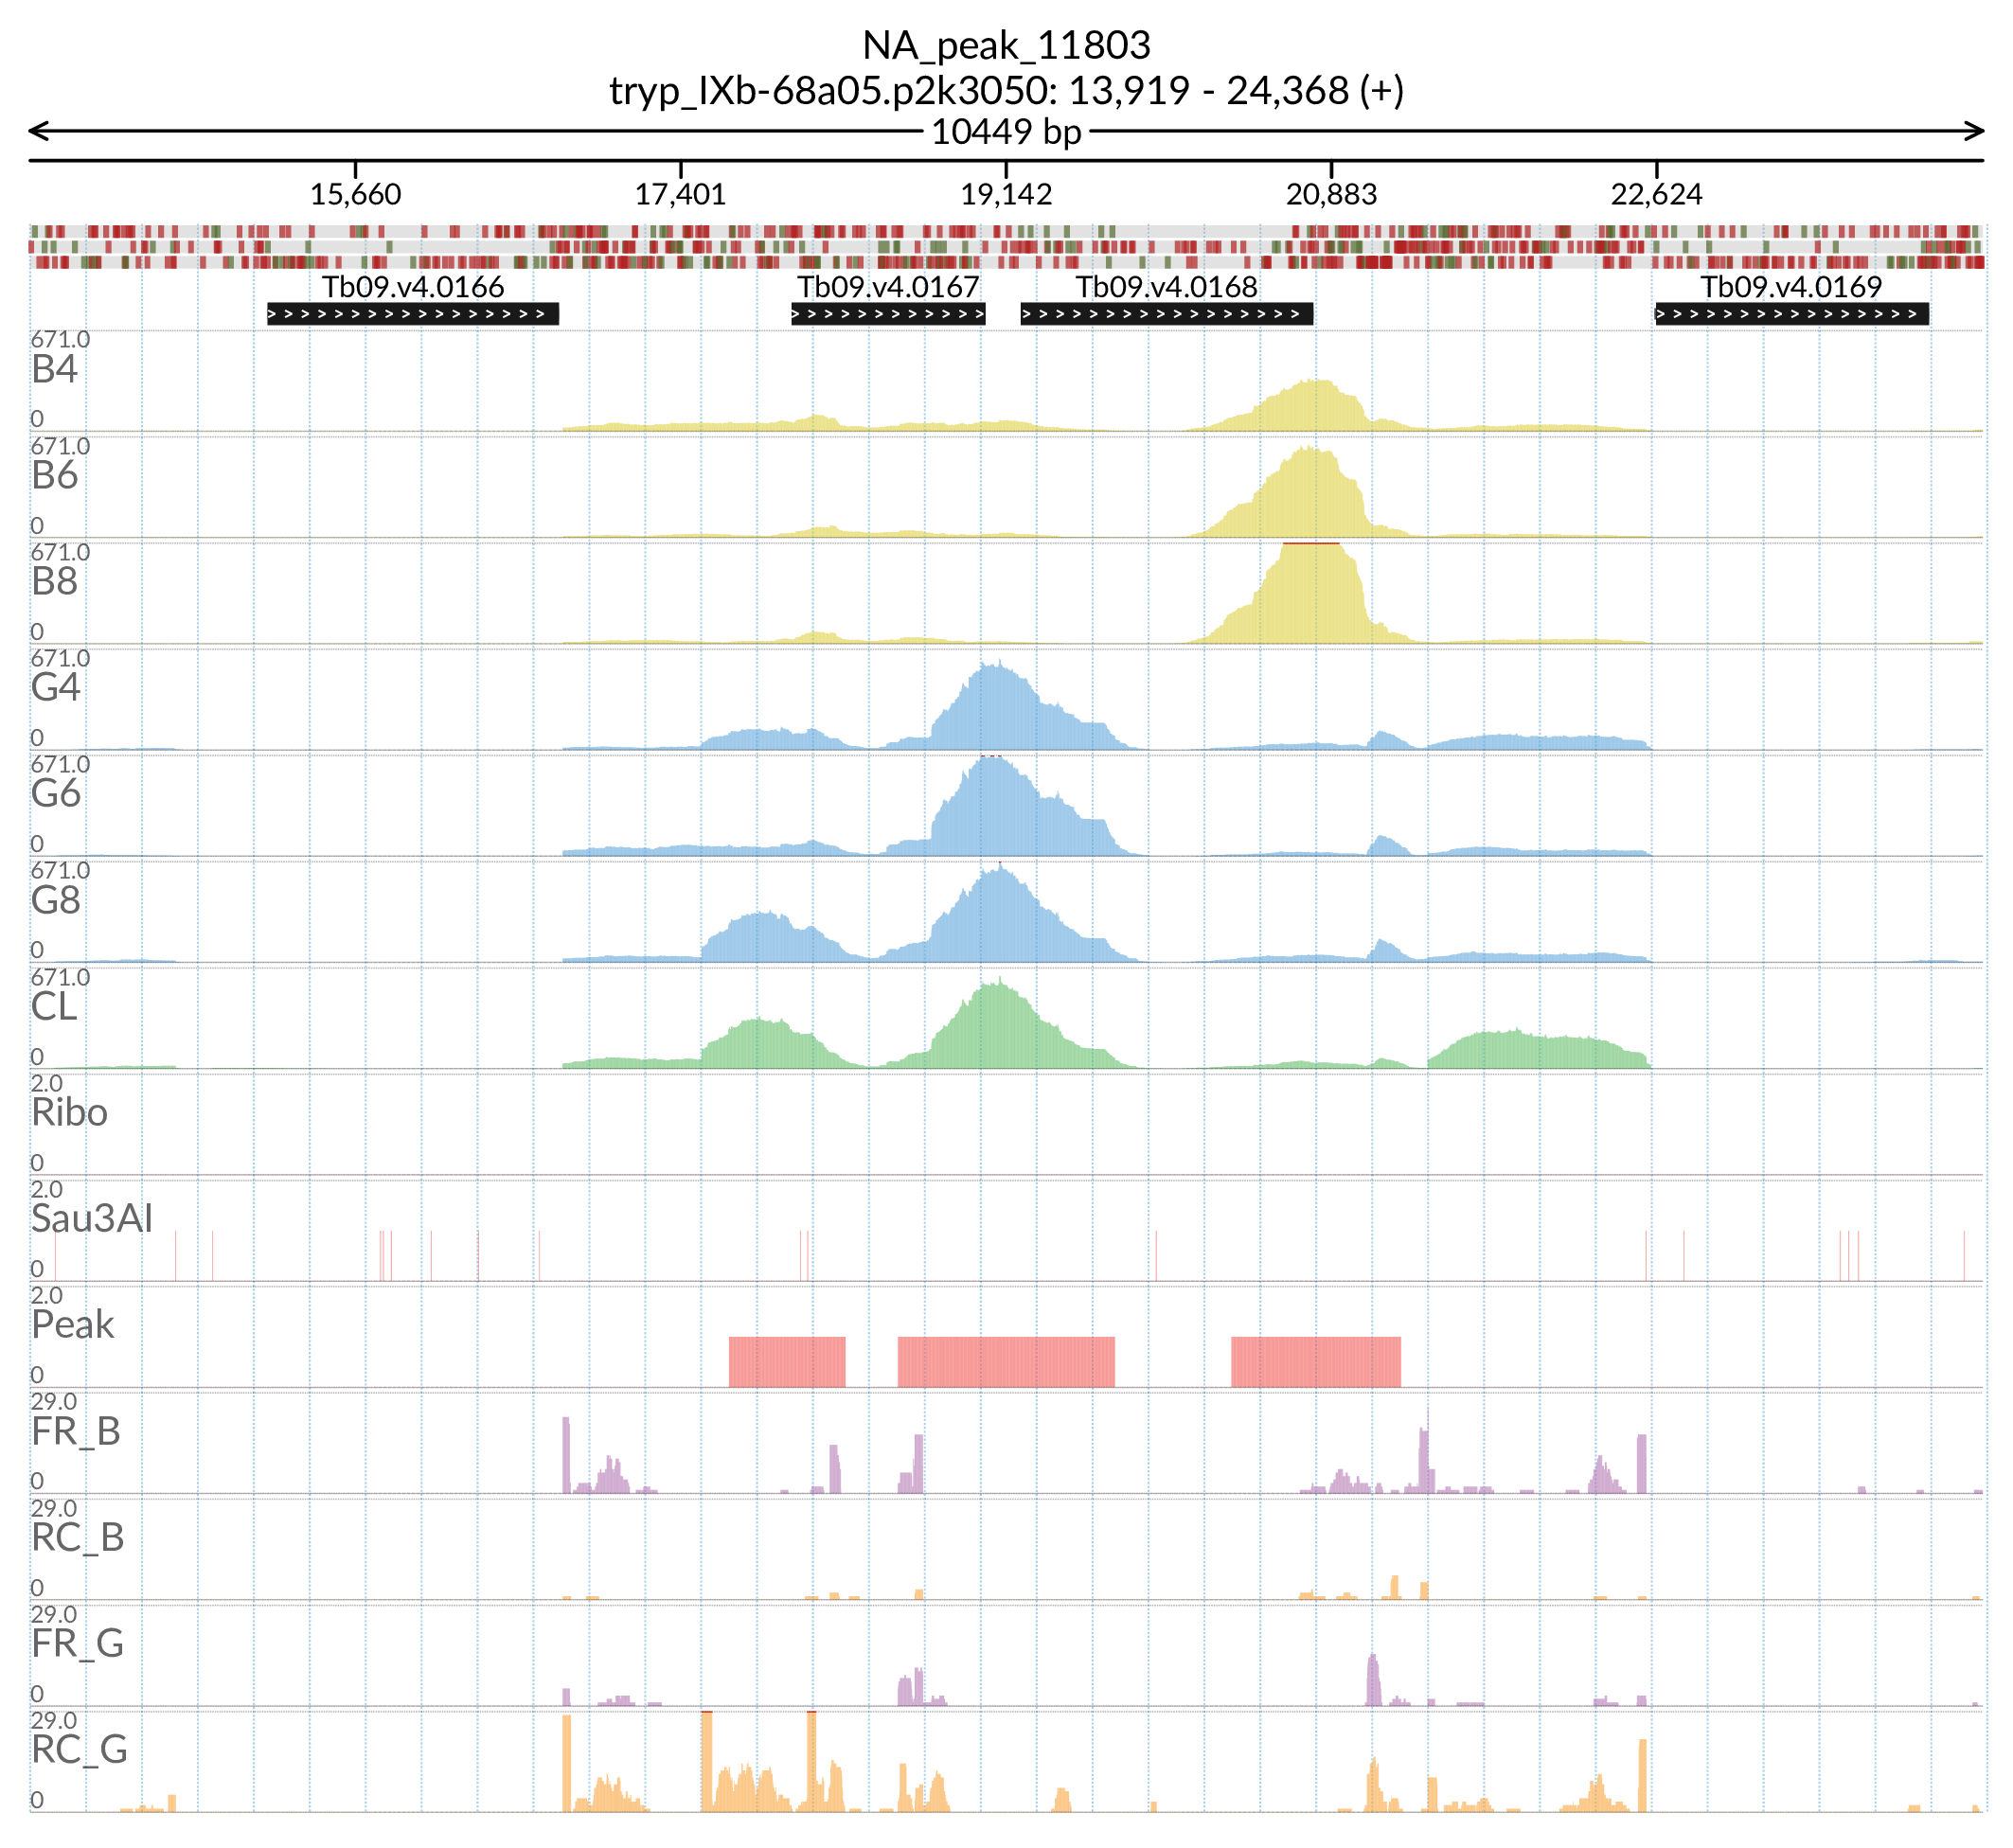 NA_peak_11803
tryp_IXb-68a05.p2k3050: 13,919 - 24,368 (+)
10449 bp
15,660 17,401 19,142 20,883 22,624
Tb09.v4.0166 Tb09.v4.0167 Tb09.v4.0168 Tb09.v4.0169
671.0
B4
0
671.0
B6
0
671.0
B8
0
671.0
G4
0
671.0
G6
0
671.0
G8
0
671.0
CL
0
2.0
Ribo
0
2.0
Sau3AI
0
2.0
Peak
0
29.0
FR_B
0
29.0
RC_B
0
29.0
FR_G
0
29.0
RC_G
0